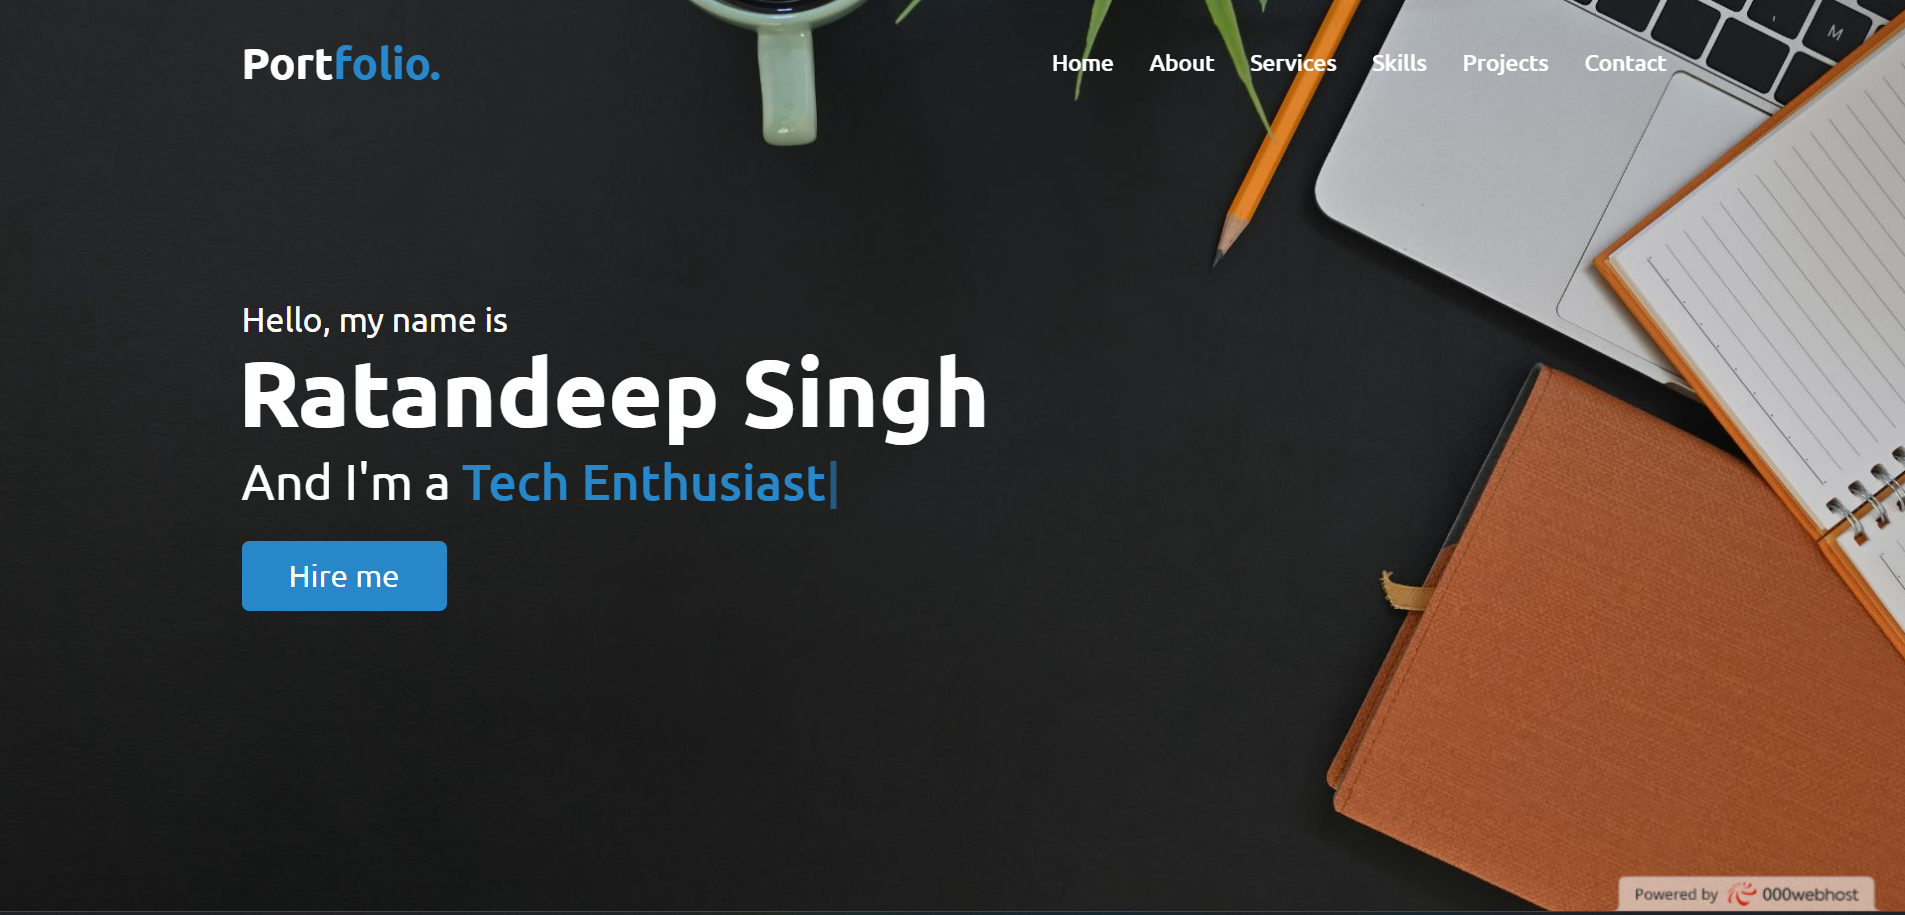 Portfolio.
Home About Services Skills Projects Contact
M
Hello, my name is
Ratandeep Singh
And I'm a Tech Enthusiast|
Hire me
Powered by 000webhost